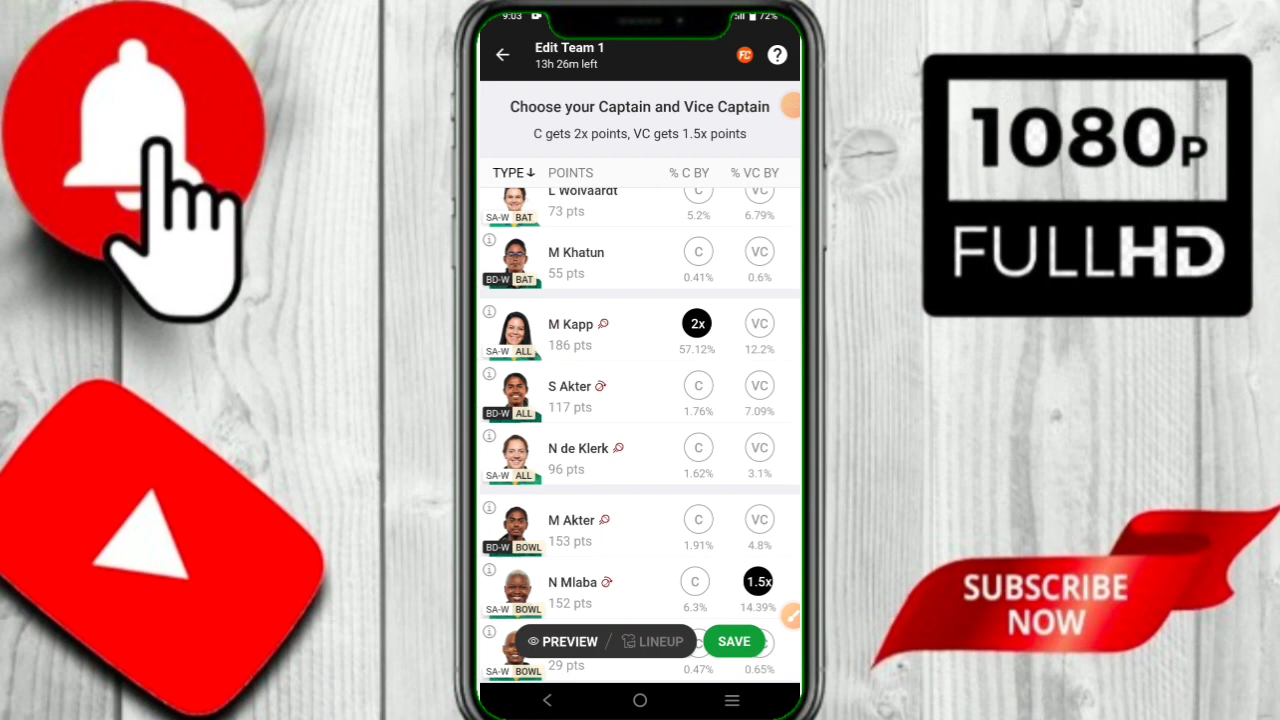 9:03
72%
Edit Team 1
13h 26m left
FC
?
Choose your Captain and Vice Captain
C gets 2x points, VC gets 1.5x points
TYPE POINTS % C BY % VC BY
L Wolvaardt
C VC
73 pts
SA-W BAT
5.2% 6.79%
M Khatun
C VC
55 pts
BD-W BAT
0.41% 0.6%
M Kapp
2x VC
186 pts
SA-W ALL
57.12% 12.2%
S Akter
C VC
117 pts
BD-W ALL
1.76% 7.09%
N de Klerk
C VC
96 pts
SA-W ALL
1.62% 3.1%
M Akter
C VC
153 pts
BD-W BOWL
1.91% 4.8%
N Mlaba
C 1.5x
152 pts
SA-W BOWL
6.3% 14.39%
PREVIEW / LINEUP SAVE
29 pts
SA-W BOWL
0.47% 0.65%
1080P
FULLHD
SUBSCRIBE
NOW